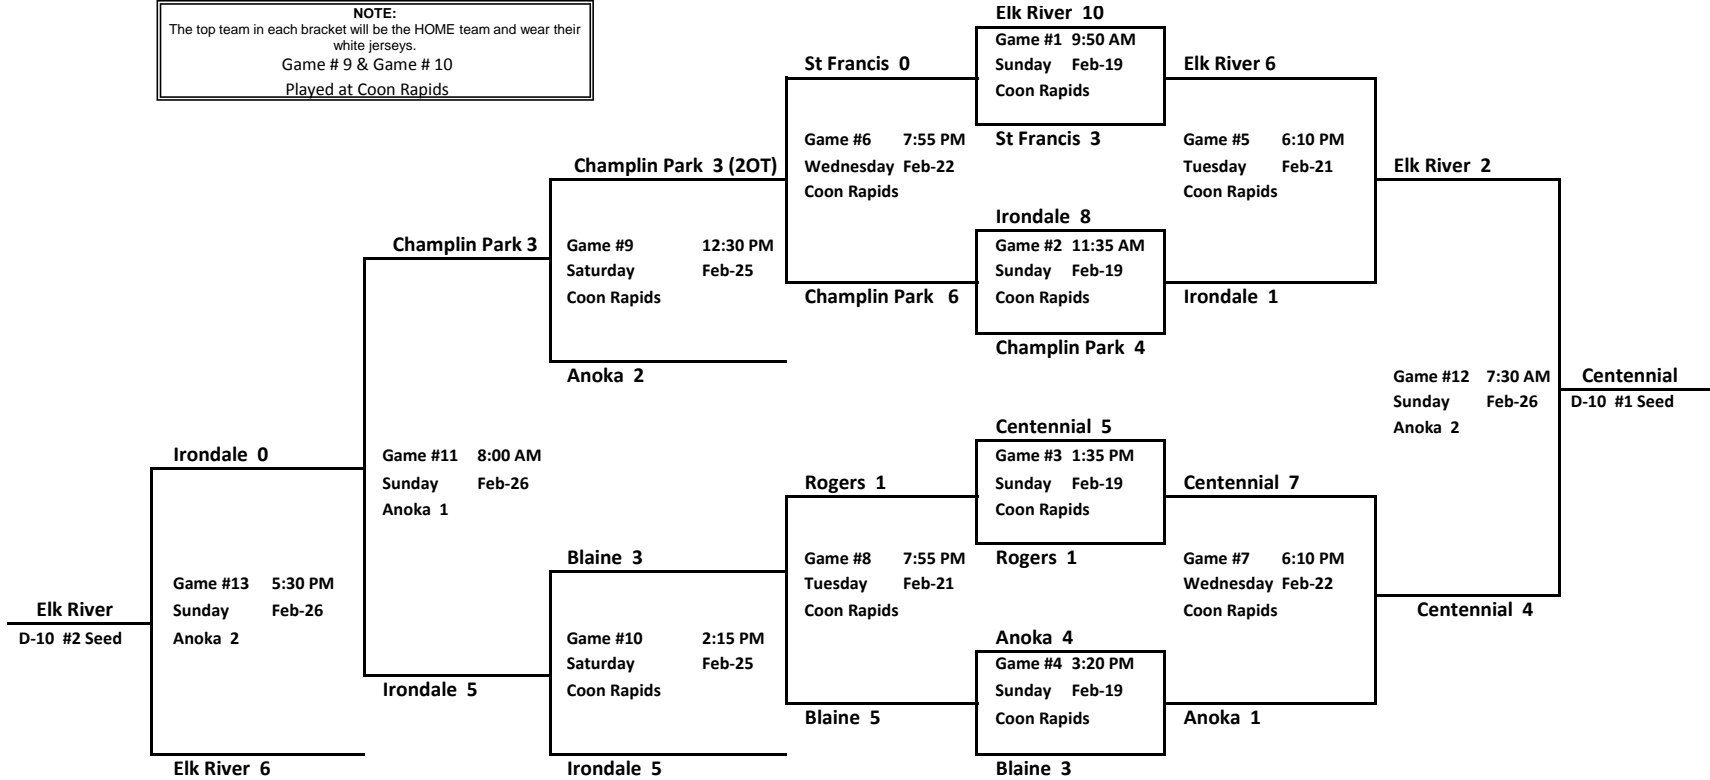 NOTE:
The top team in each bracket will be the HOME team and wear their
white jerseys.
Game # 9 & Game # 10
Played at Coon Rapids
Elk River 10
Game #1 9:50 AM
Sunday Feb-19
Coon Rapids
St Francis 3
St Francis 0
Game #6 7:55 PM
Wednesday Feb-22
Coon Rapids
Champlin Park 6
Elk River 6
Game #5 6:10 PM
Tuesday Feb-21
Coon Rapids
Irondale 1
Irondale 8
Game #2 11:35 AM
Sunday Feb-19
Coon Rapids
Champlin Park 4
Champlin Park 3 (2OT)
Game #9 12:30 PM
Saturday Feb-25
Coon Rapids
Anoka 2
Elk River 2
Game #12 7:30 AM
Sunday Feb-26
Anoka 2
Centennial 4
Centennial
D-10 #1 Seed
Champlin Park 3
Game #11 8:00 AM
Sunday Feb-26
Anoka 1
Irondale 5
Centennial 5
Game #3 1:35 PM
Sunday Feb-19
Coon Rapids
Rogers 1
Rogers 1
Game #8 7:55 PM
Tuesday Feb-21
Coon Rapids
Blaine 5
Centennial 7
Game #7 6:10 PM
Wednesday Feb-22
Coon Rapids
Anoka 1
Anoka 4
Game #4 3:20 PM
Sunday Feb-19
Coon Rapids
Blaine 3
Blaine 3
Game #10 2:15 PM
Saturday Feb-25
Coon Rapids
Irondale 5
Irondale 0
Game #13 5:30 PM
Sunday Feb-26
Anoka 2
Elk River 6
Elk River
D-10 #2 Seed